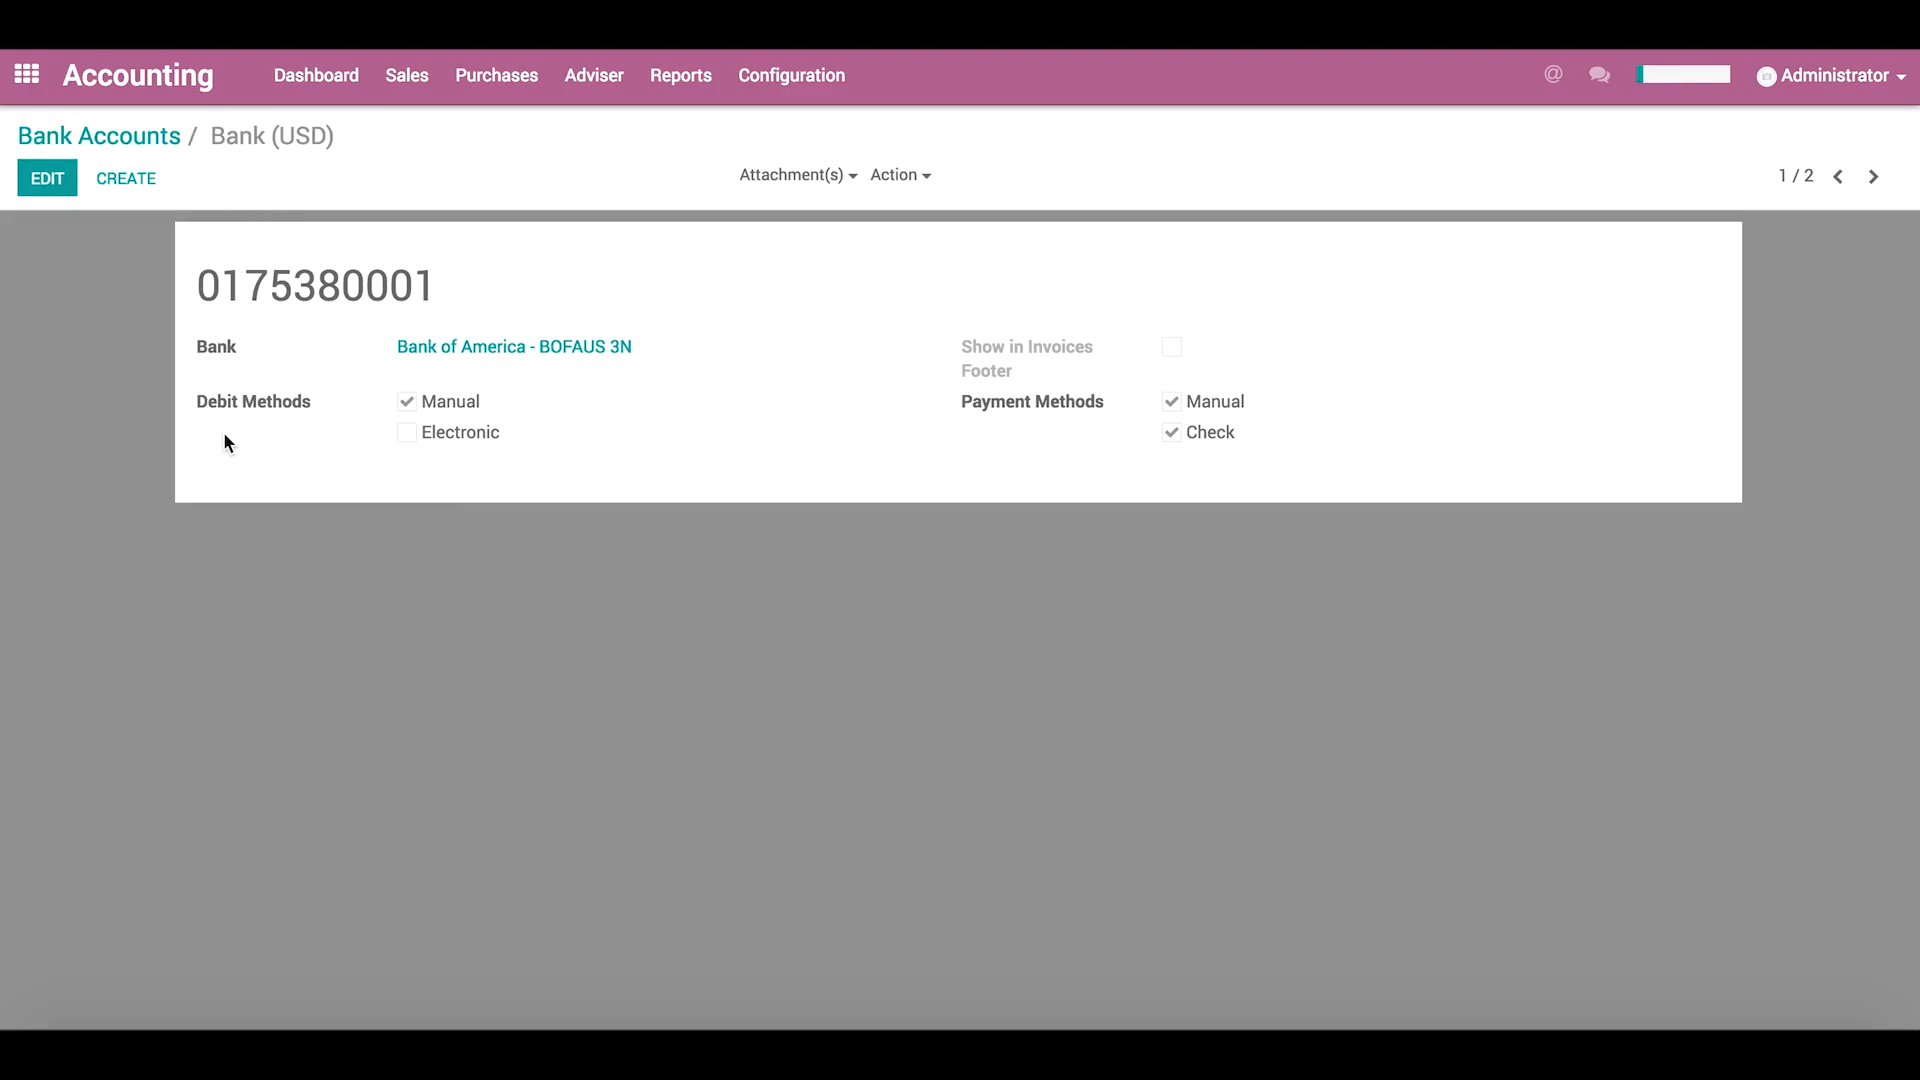 Accounting Dashboard Sales Purchases Adviser Reports Configuration @ Administrator
Bank Accounts / Bank (USD)
EDIT CREATE Attachment(s) Action 1 / 2
0175380001
Bank Bank of America - BOFAUS 3N Show in Invoices
Footer
Debit Methods Manual Payment Methods Manual
Electronic Check